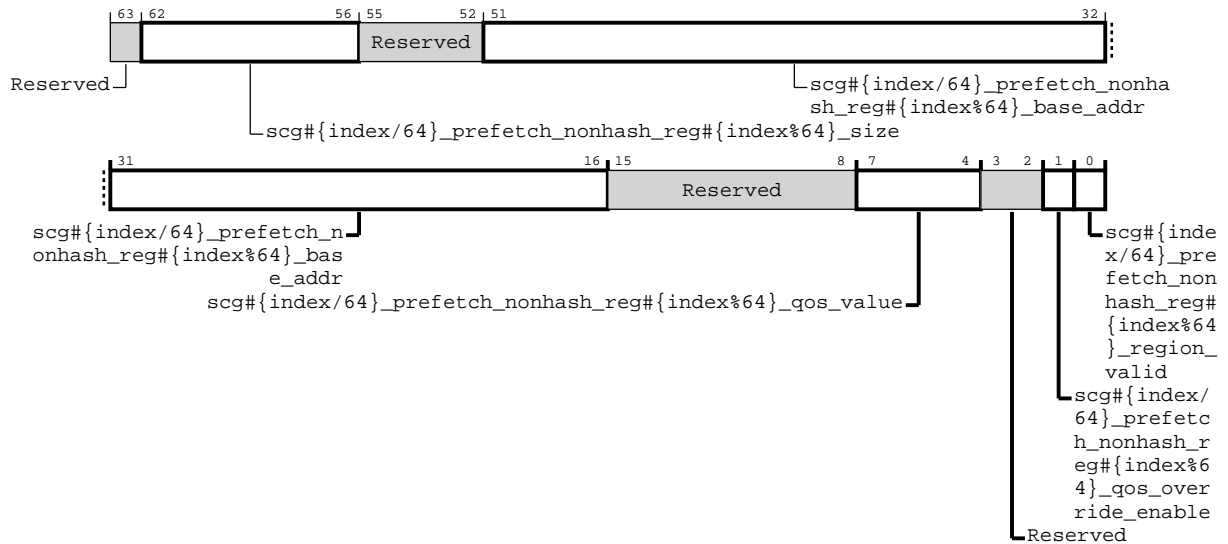 63 62 56 55 52 51 32
Reserved
Reserved
scg#{index/64}_prefetch_nonha
sh_reg#{index%64}_base_addr
scg#{index/64}_prefetch_nonhash_reg#{index%64}_size
31 16 15 8 7 4 3 2 1 0
Reserved
scg#{index/64}_prefetch_n
onhash_reg#{index%64}_bas
e_addr
scg#{index/64}_prefetch_nonhash_reg#{index%64}_qos_value
scg#{inde
x/64}_pre
fetch_non
hash_reg#
{index%64
}_region_
valid
scg#{index/
64}_prefetc
h_nonhash_r
eg#{index%6
4}_qos_over
ride_enable
Reserved